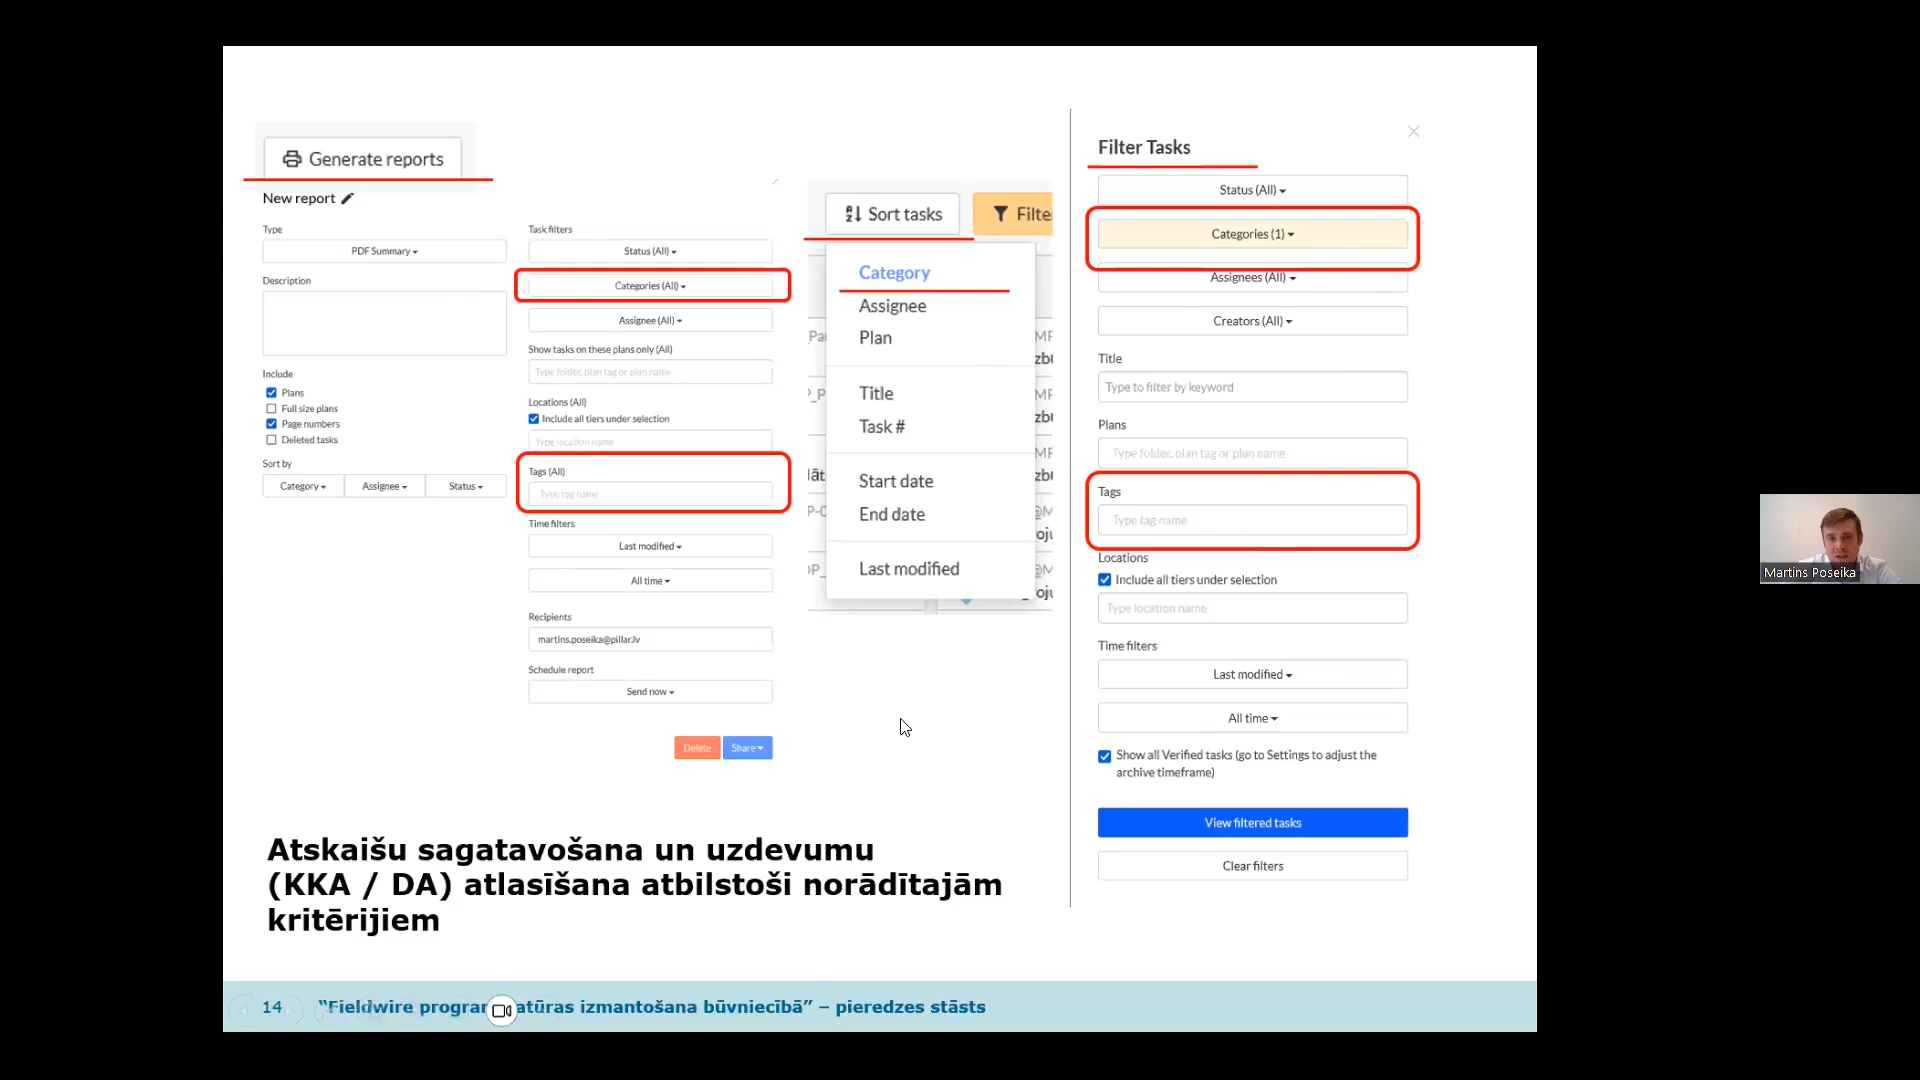 Generate reports
New report
Type
PDF Summary
Description
Include
Plans
Full size plans
Page numbers
Deleted tasks
Sort by
Category
Assignee
Status
Task filters
Status (All)
Categories (All)
Assignee (All)
Show tasks on these plans only (All)
Type folder, plan tag or plan name
Locations (All)
Include all tiers under selection
Type location name
Tags (All)
Type tag name
Time filters
Last modified
All time
Recipients
martins.poseika@pillar.lv
Schedule report
Send now
Delete
Share
Sort tasks
Filte
Category
Assignee
Plan
Title
Task #
Start date
End date
Last modified
Filter Tasks
Status (All)
Categories (1)
Assignees (All)
Creators (All)
Title
Type to filter by keyword
Plans
Type folder, plan tag or plan name
Tags
Type tag name
Locations
Include all tiers under selection
Type location name
Time filters
Last modified
All time
Show all Verified tasks (go to Settings to adjust the
archive timeframe)
View filtered tasks
Clear filters
Martins Poseika
Atskaišu sagatavošana un uzdevumu
(KKA / DA) atlasīšana atbilstoši norādītajām
kritērijiem
14 “Fieldwire program atūras izmantošana būvniecībā” – pieredzes stāsts